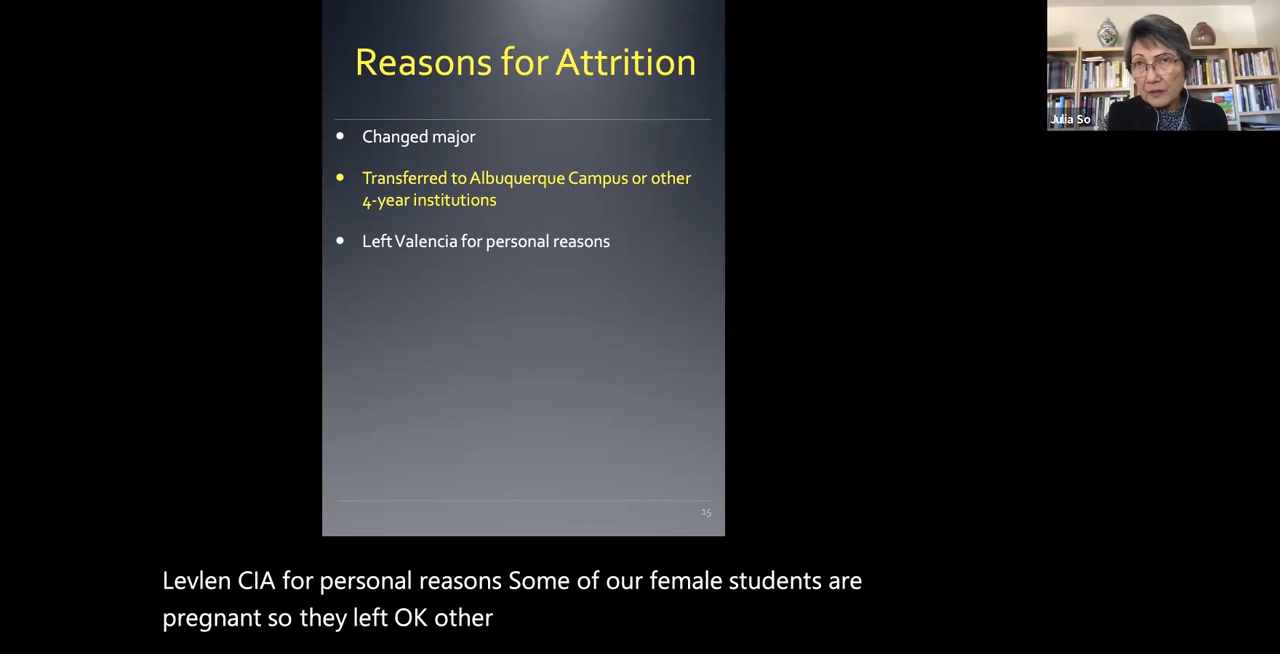 Reasons for Attrition
• Changed major
• Transferred to Albuquerque Campus or other
4-year institutions
• Left Valencia for personal reasons
15
Julia So
Levlen CIA for personal reasons Some of our female students are
pregnant so they left OK other